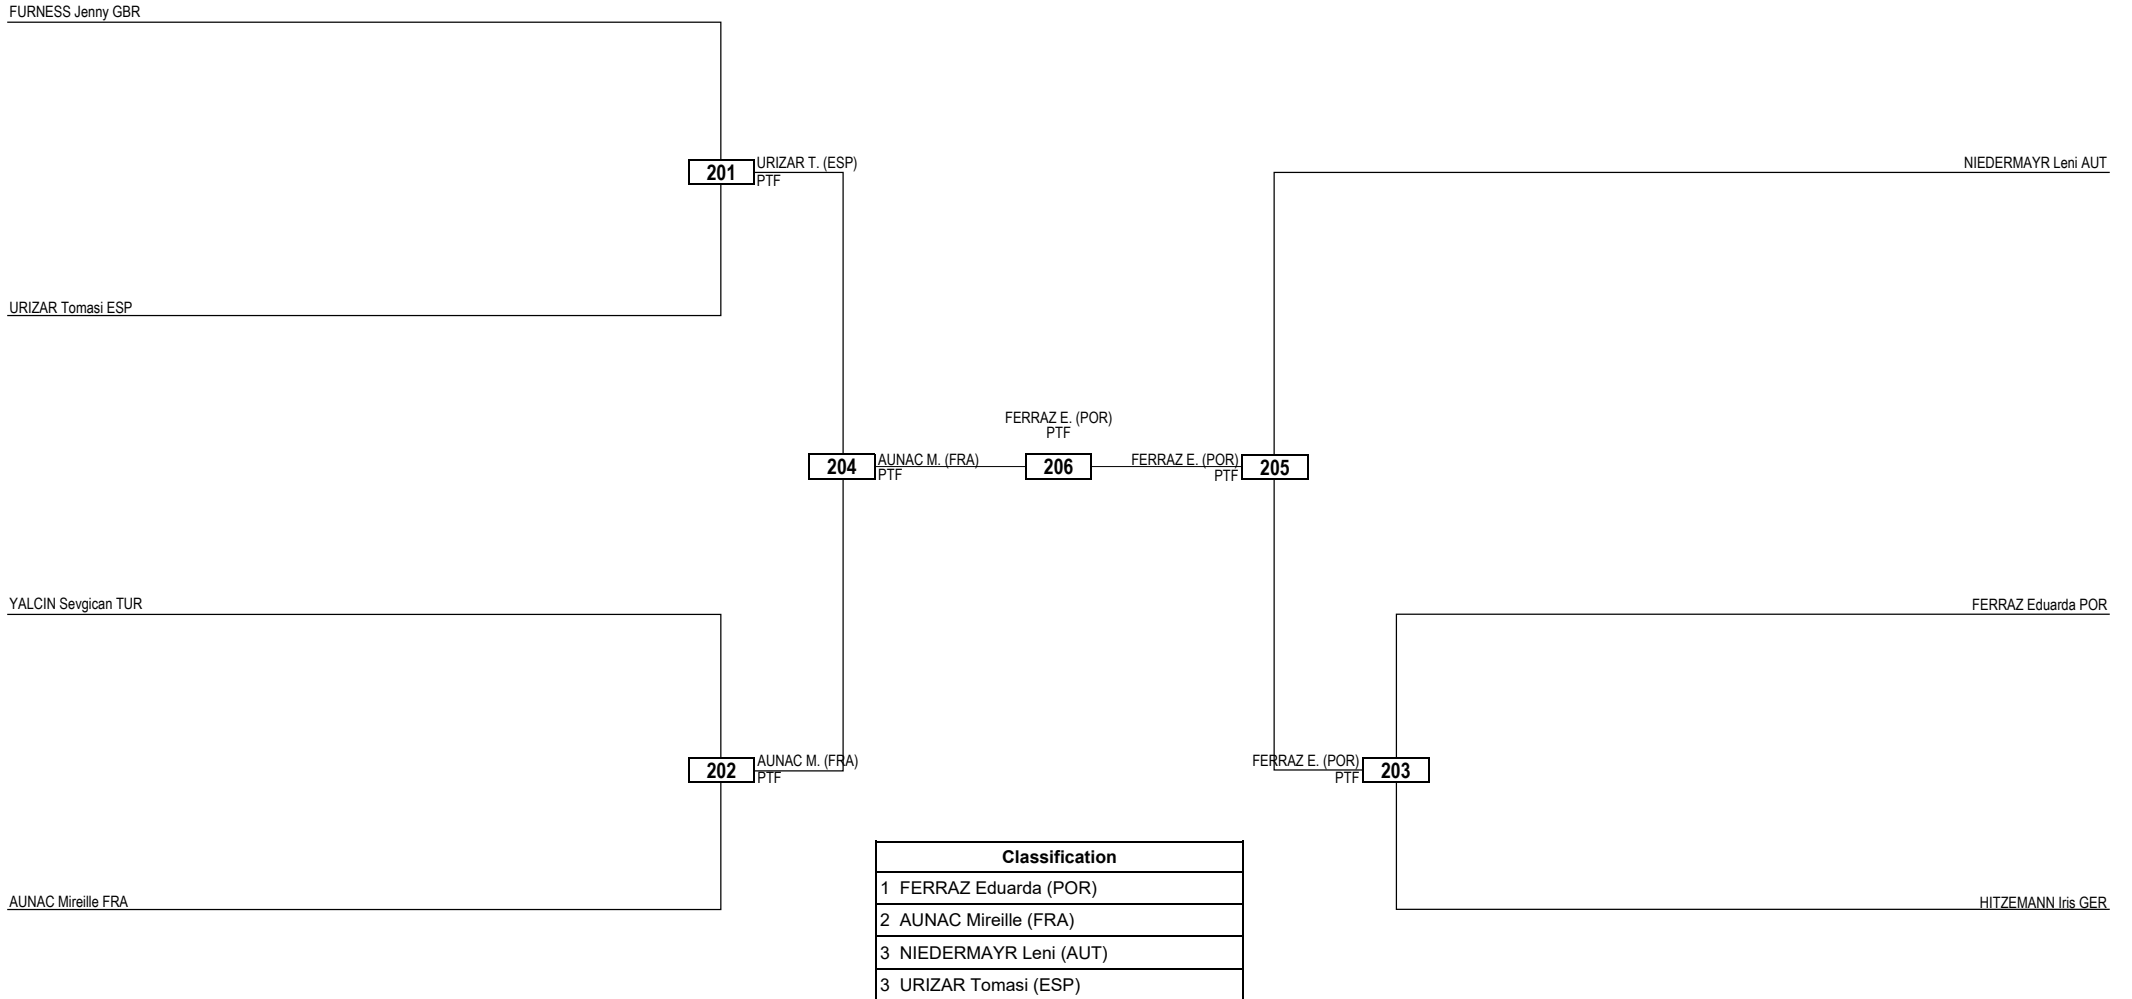 FURNESS Jenny GBR
URIZAR T. (ESP)
201
PTF
NIEDERMAYR Leni AUT
URIZAR Tomasi ESP
FERRAZ E. (POR)
PTF
204
AUNAC M. (FRA)
PTF
206
FERRAZ E. (POR)
PTF
205
YALCIN Sevgican TUR
FERRAZ Eduarda POR
202
AUNAC M. (FRA)
PTF
FERRAZ E. (POR)
PTF
203
AUNAC Mireille FRA
HITZEMANN Iris GER
Classification
1 FERRAZ Eduarda (POR)
2 AUNAC Mireille (FRA)
3 NIEDERMAYR Leni (AUT)
3 URIZAR Tomasi (ESP)